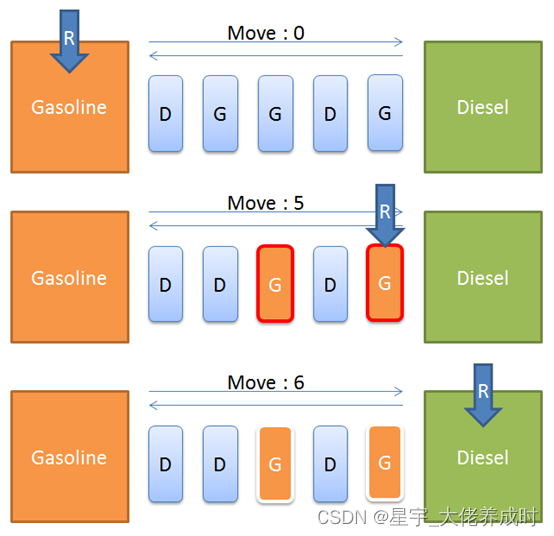 R
Move : 0
Gasoline
D G G D G
Diesel
Move : 5
R
Gasoline
D D G D G
Diesel
Move : 6
R
Gasoline
D D G D G
Diesel
CSDN @星宇_大佬养成时